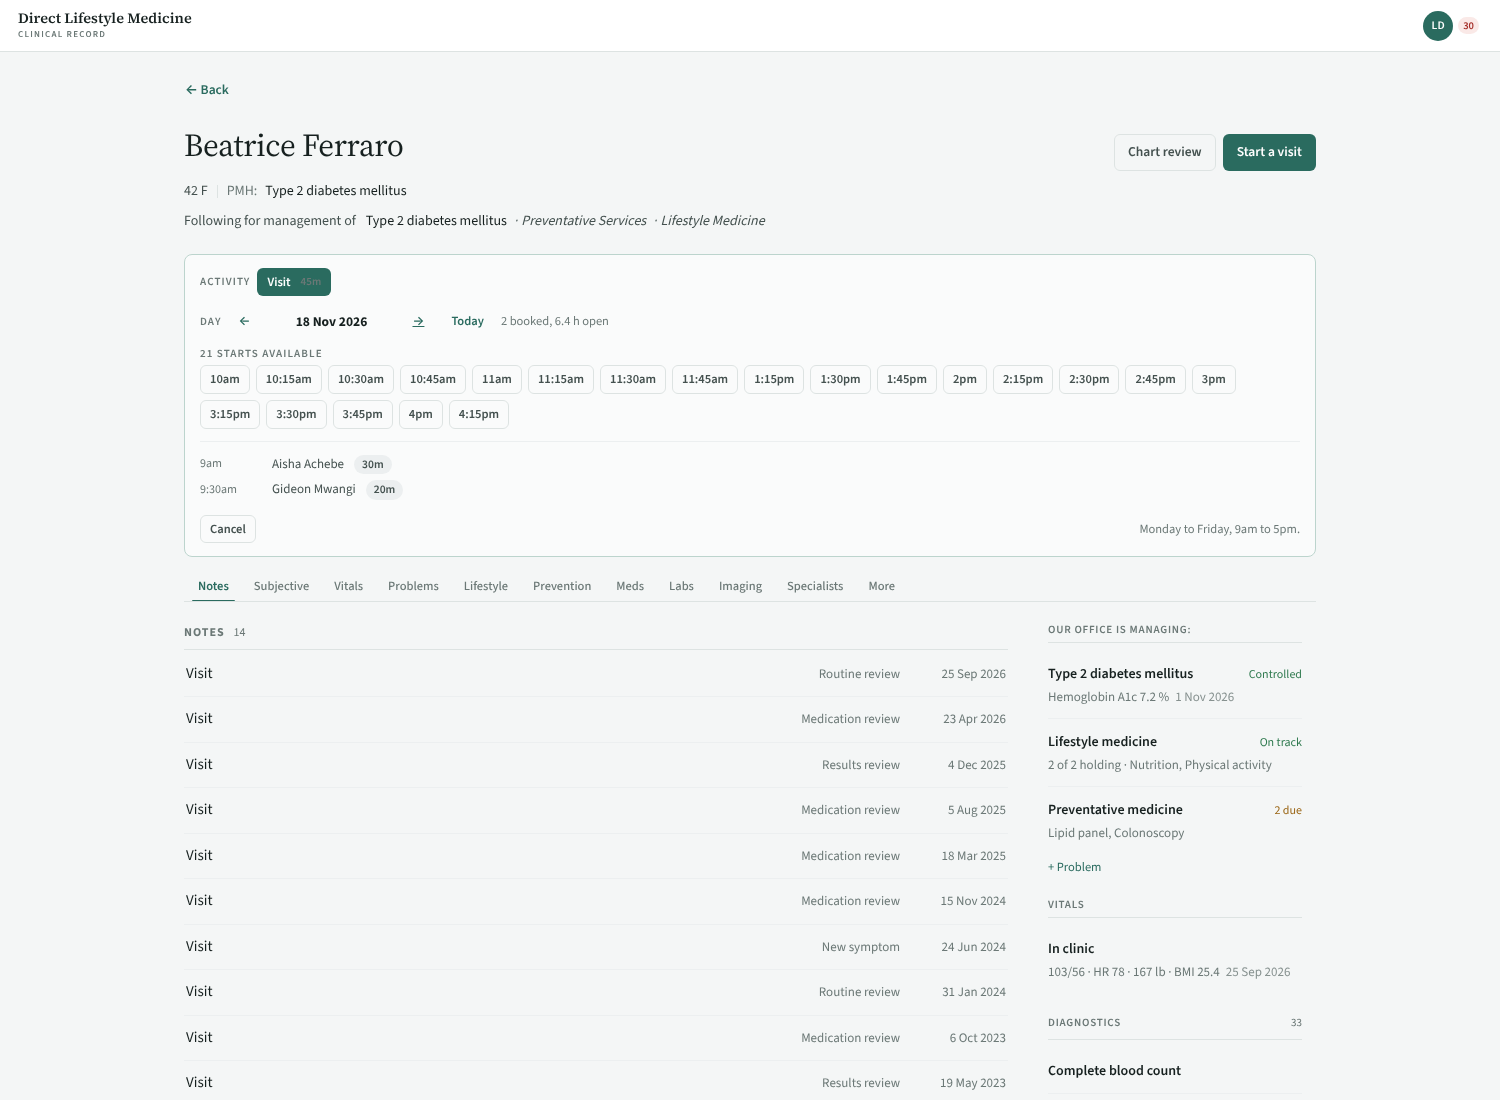 Direct Lifestyle Medicine
CLINICAL RECORD
LD 30
← Back
Beatrice Ferraro
Chart review Start a visit
42 F PMH: Type 2 diabetes mellitus
Following for management of Type 2 diabetes mellitus · Preventative Services · Lifestyle Medicine
ACTIVITY Visit 45m
DAY ← 18 Nov 2026 → Today 2 booked, 6.4 h open
21 STARTS AVAILABLE
10am 10:15am 10:30am 10:45am 11am 11:15am 11:30am 11:45am 1:15pm 1:30pm 1:45pm 2pm 2:15pm 2:30pm 2:45pm 3pm
3:15pm 3:30pm 3:45pm 4pm 4:15pm
9am Aisha Achebe 30m
9:30am Gideon Mwangi 20m
Cancel Monday to Friday, 9am to 5pm.
Notes Subjective Vitals Problems Lifestyle Prevention Meds Labs Imaging Specialists More
NOTES 14
Visit Routine review 25 Sep 2026
Visit Medication review 23 Apr 2026
Visit Results review 4 Dec 2025
Visit Medication review 5 Aug 2025
Visit Medication review 18 Mar 2025
Visit Medication review 15 Nov 2024
Visit New symptom 24 Jun 2024
Visit Routine review 31 Jan 2024
Visit Medication review 6 Oct 2023
Visit Results review 19 May 2023
OUR OFFICE IS MANAGING:
Type 2 diabetes mellitus Controlled
Hemoglobin A1c 7.2 % 1 Nov 2026
Lifestyle medicine On track
2 of 2 holding · Nutrition, Physical activity
Preventative medicine 2 due
Lipid panel, Colonoscopy
+ Problem
VITALS
In clinic
103/56 · HR 78 · 167 lb · BMI 25.4 25 Sep 2026
DIAGNOSTICS 33
Complete blood count